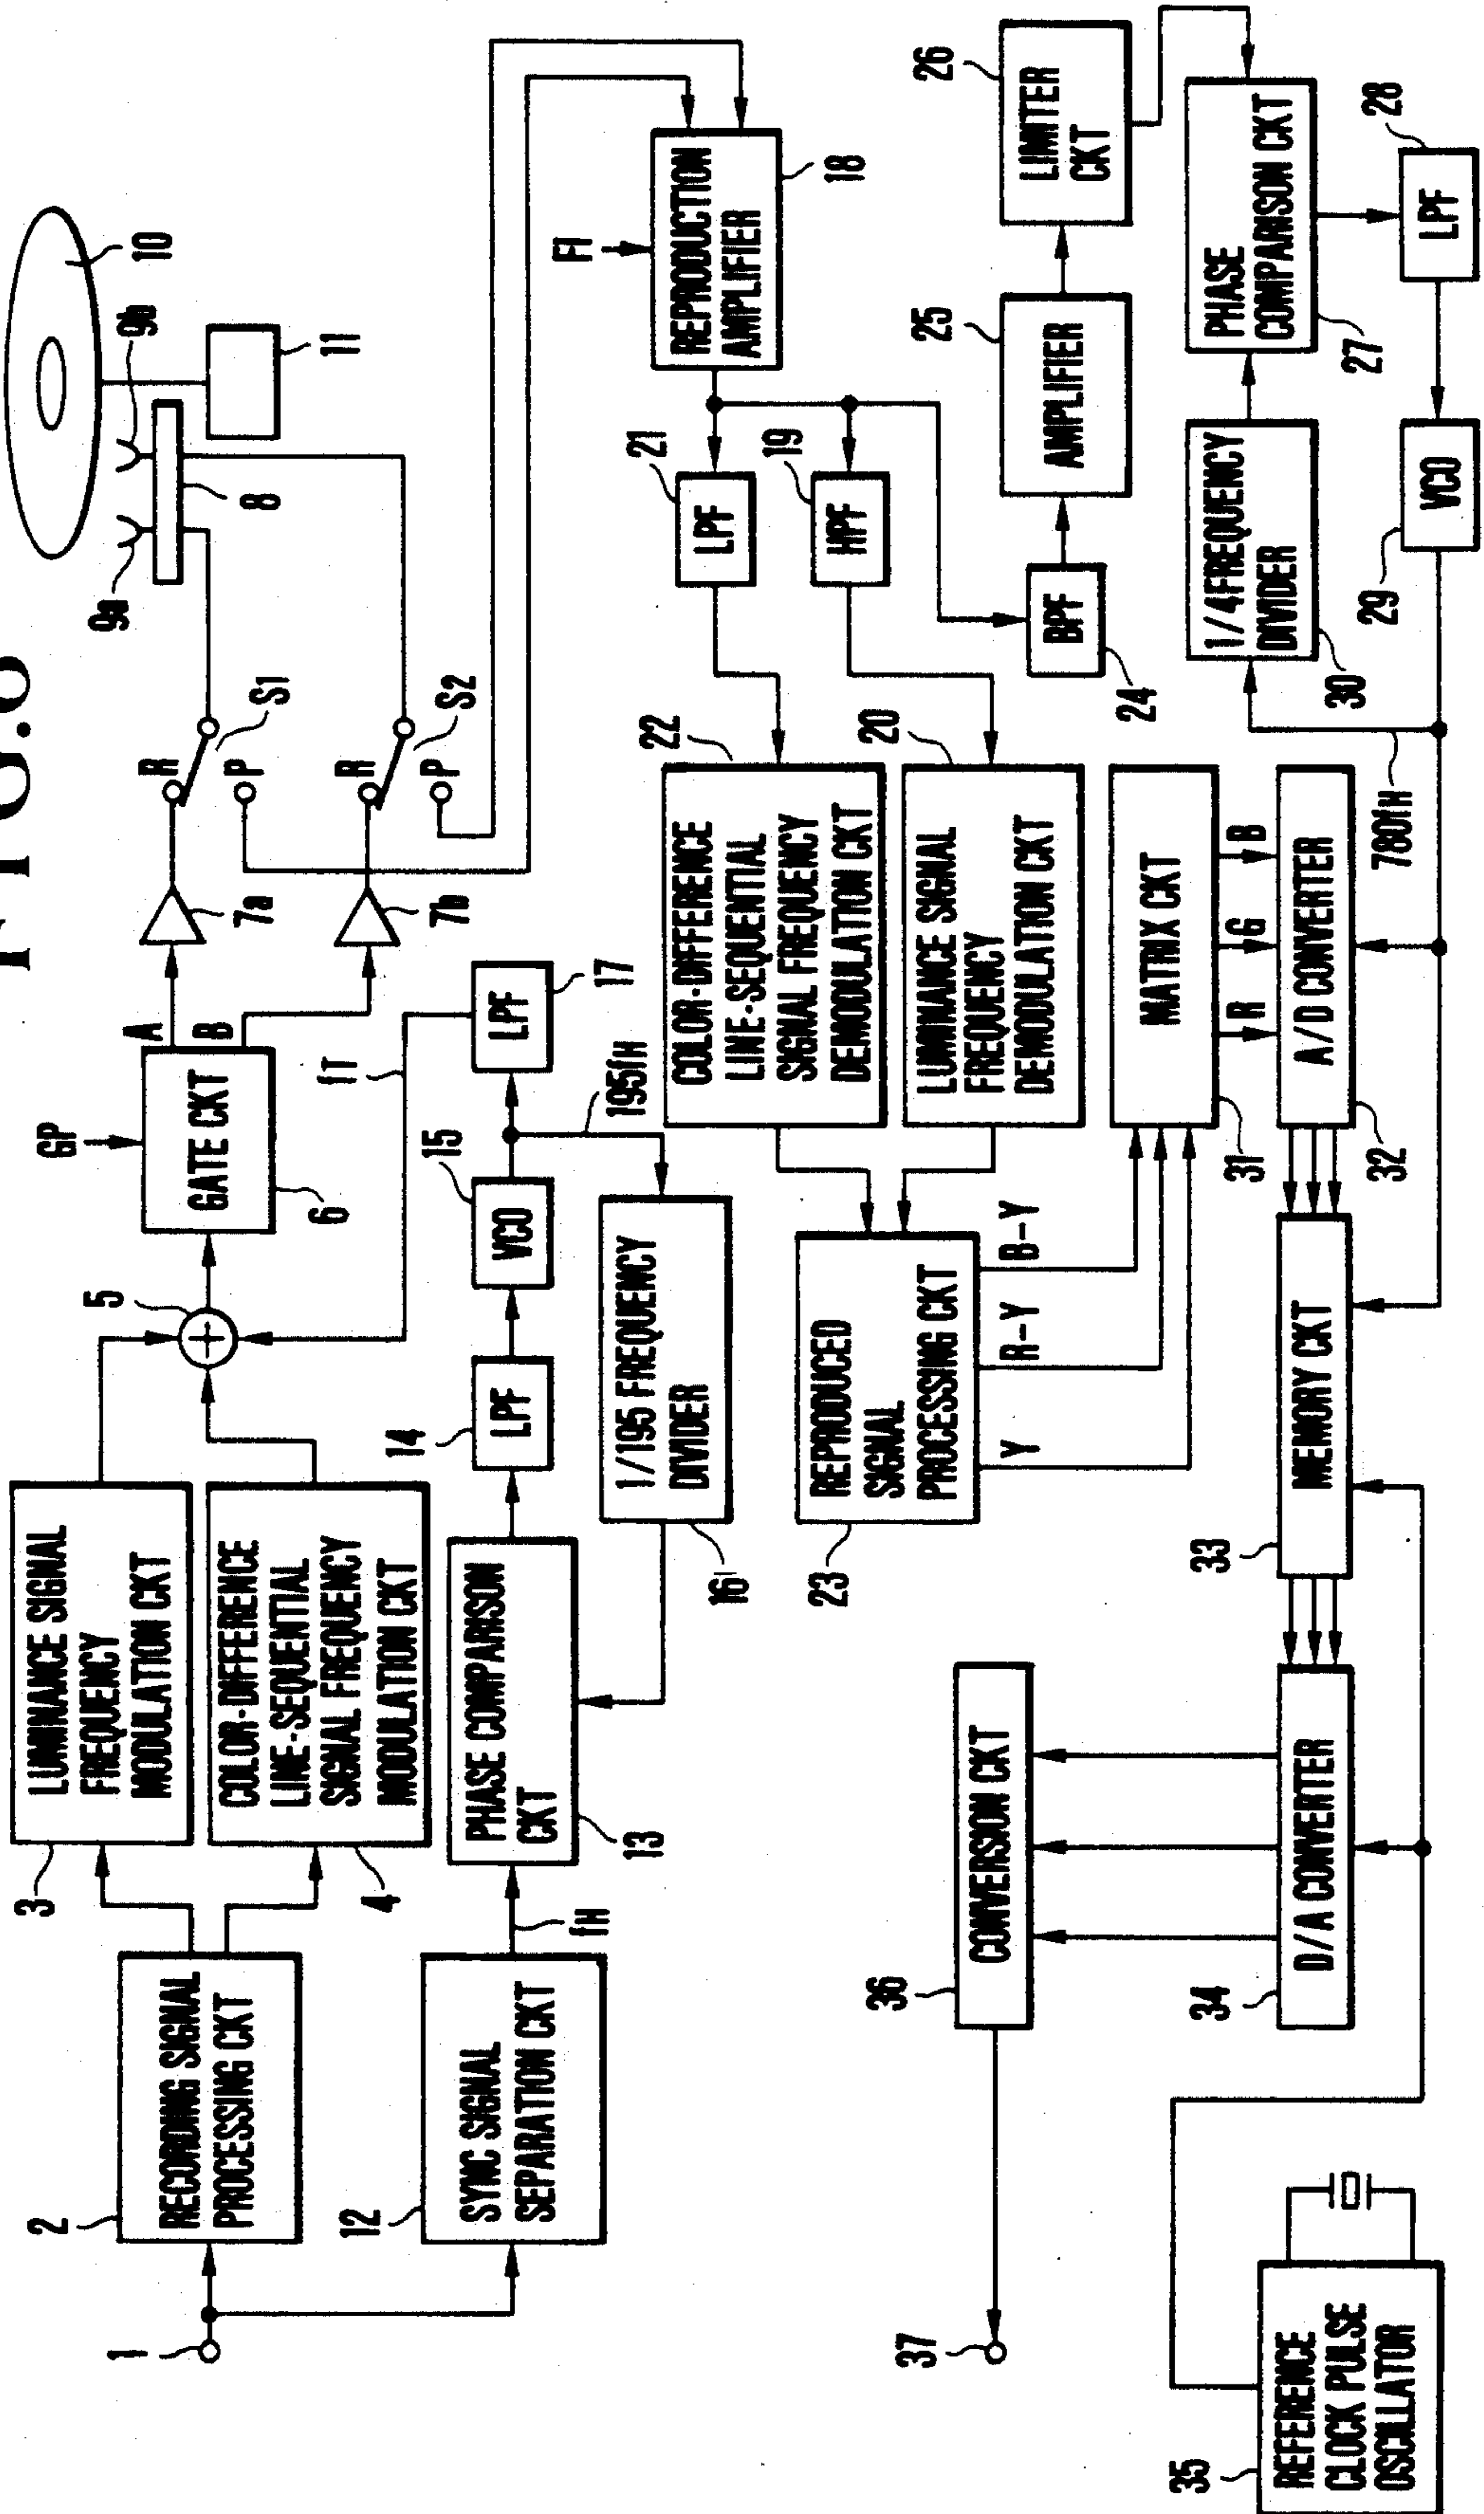 1
2
RECORDING SIGNAL
PROCESSING CKT
3
LUMINANCE SIGNAL
FREQUENCY
MODULATION CKT
4
COLOR-DIFFERENCE
LINE-SEQUENTIAL
SIGNAL FREQUENCY
MODULATION CKT
5
GP
GATE CKT
6
A
B
7a
7b
R
P
S1
R
P
S2
9a
9b
8
10
11
12
SYNC SIGNAL
SEPARATION CKT
fH
PHASE COMPARISON
CKT
13
14
LPF
15
VCO
fT
LPF
17
195fH
1/195 FREQUENCY
DIVIDER
16
FI
REPRODUCTION
AMPLIFIER
18
21
LPF
19
HPF
22
COLOR-DIFFERENCE
LINE-SEQUENTIAL
SIGNAL FREQUENCY
DEMODULATION CKT
20
LUMINANCE SIGNAL
FREQUENCY
DEMODULATION CKT
23
REPRODUCED
SIGNAL
PROCESSING CKT
Y
R-Y
B-Y
BPF
24
25
AMPLIFIER
26
LIMITER
CKT
PHASE
COMPARISON CKT
27
28
LPF
29
VCO
1/4FREQUENCY
DIVIDER
30
780fH
MATRIX CKT
31
R
G
B
A/D CONVERTER
32
33
MEMORY CKT
34
D/A CONVERTER
36
CONVERSION CKT
37
35
REFERENCE
CLOCK PULSE
OSCILLATOR